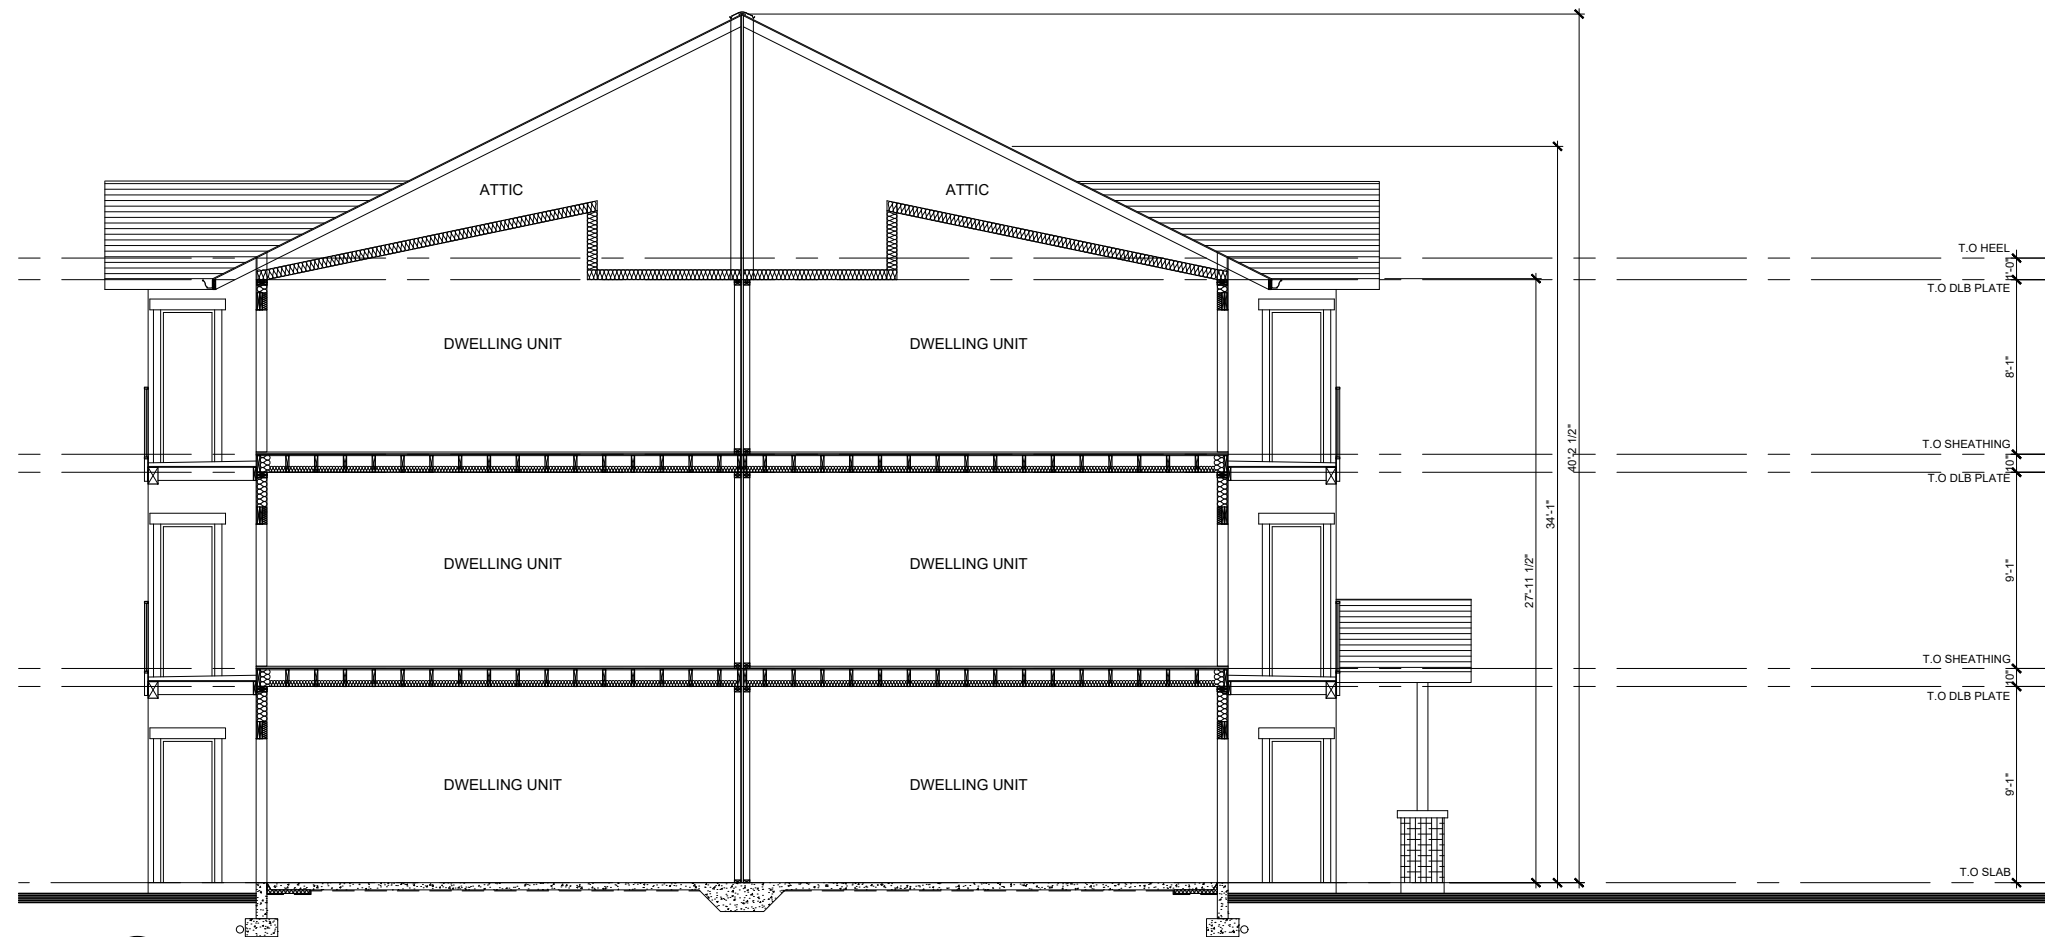 ATTIC
ATTIC
T.O HEEL
1'-0"
T.O DLB PLATE
DWELLING UNIT
DWELLING UNIT
8'-1"
40'-2 1/2"
T.O SHEATHING
10"
T.O DLB PLATE
34'-1"
DWELLING UNIT
DWELLING UNIT
27'-11 1/2"
9'-1"
T.O SHEATHING
10"
T.O DLB PLATE
DWELLING UNIT
DWELLING UNIT
9'-1"
T.O SLAB